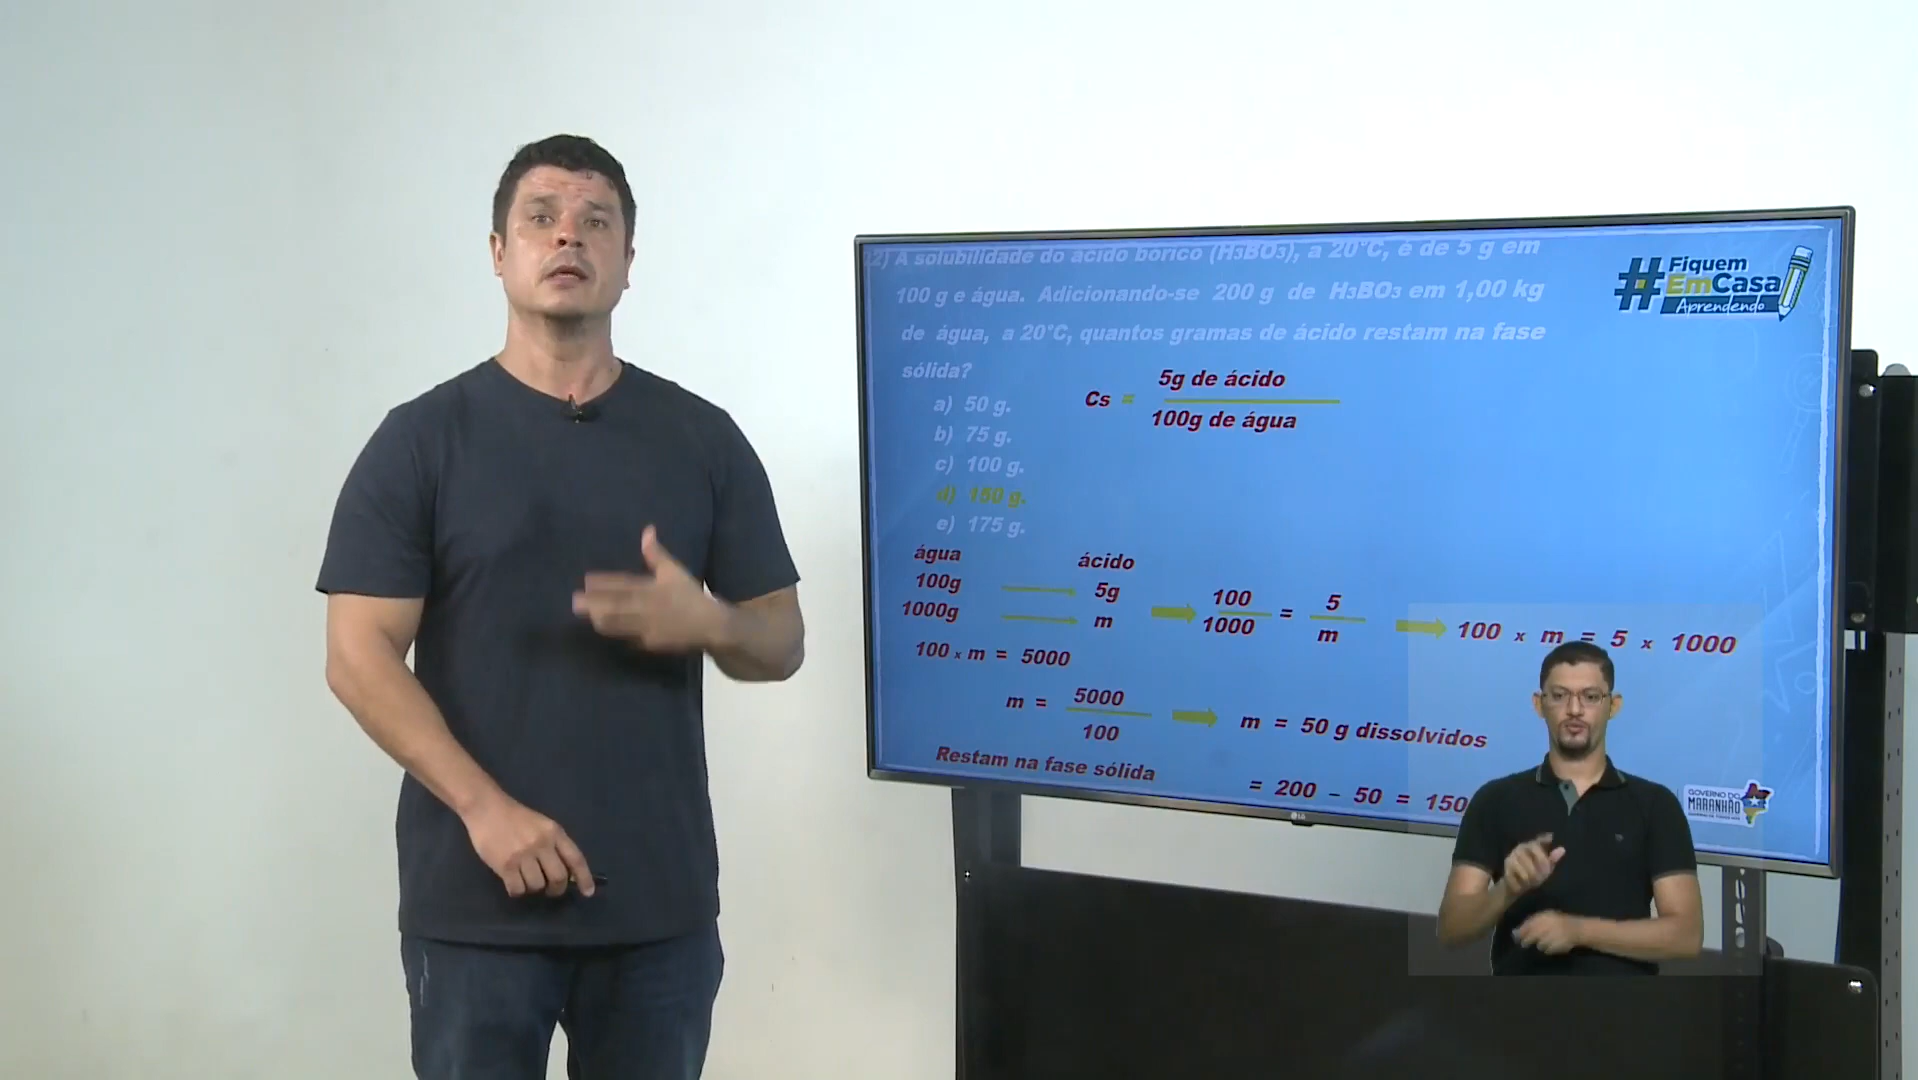 2) A solubilidade do ácido bórico (H3BO3), a 20°C, é de 5 g em
100 g e água. Adicionando-se 200 g de H3BO3 em 1,00 kg
de água, a 20°C, quantos gramas de ácido restam na fase
sólida?
a) 50 g.
b) 75 g.
c) 100 g.
d) 150 g.
e) 175 g.
Cs = 5g de ácido
100g de água
#Fiquem
EmCasa
Aprendendo
água ácido
100g 5g
1000g m
100 = 5
1000 m
100 x m = 5 x 1000
100 x m = 5000
m = 5000
100
m = 50 g dissolvidos
Restam na fase sólida = 200 – 50 = 150
GOVERNO DO
MARANHÃO
LG